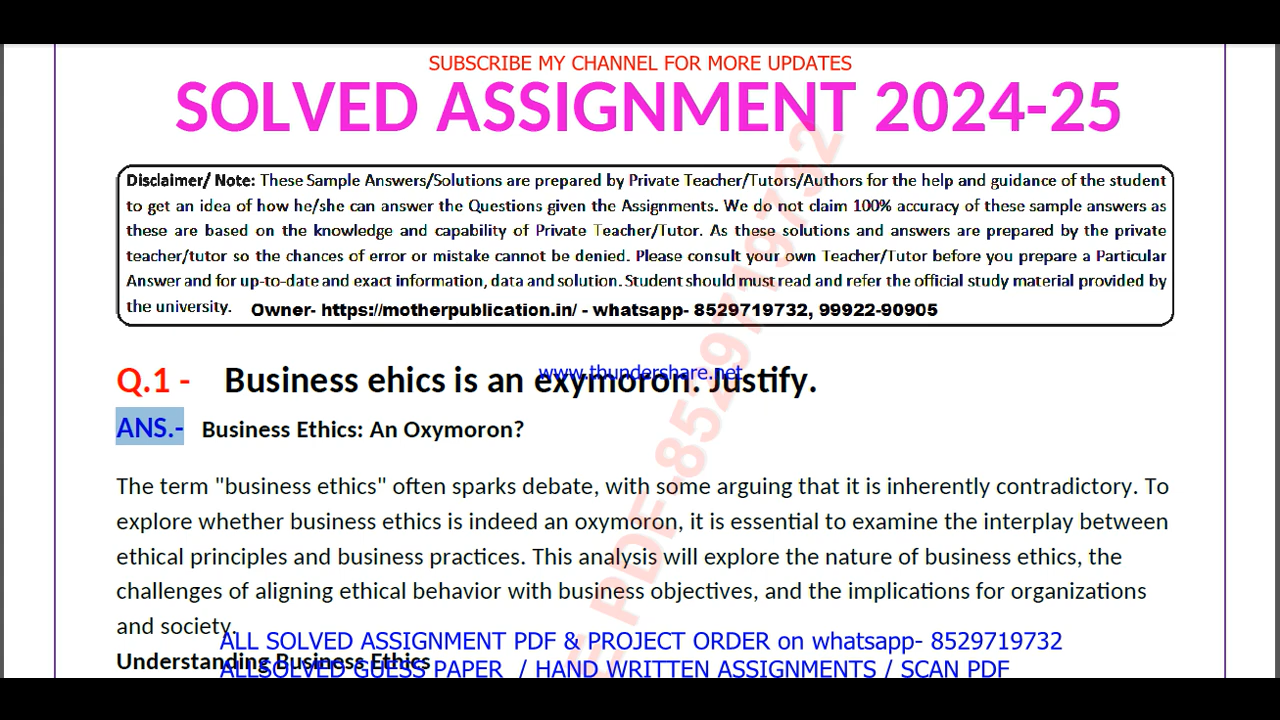 SUBSCRIBE MY CHANNEL FOR MORE UPDATES
SOLVED ASSIGNMENT 2024-25
Disclaimer/ Note: These Sample Answers/Solutions are prepared by Private Teacher/Tutors/Authors for the help and guidance of the student
to get an idea of how he/she can answer the Questions given the Assignments. We do not claim 100% accuracy of these sample answers as
these are based on the knowledge and capability of Private Teacher/Tutor. As these solutions and answers are prepared by the private
teacher/tutor so the chances of error or mistake cannot be denied. Please consult your own Teacher/Tutor before you prepare a Particular
Answer and for up-to-date and exact information, data and solution. Student should must read and refer the official study material provided by
the university. Owner- https://motherpublication.in/ - whatsapp- 8529719732, 99922-90905
Q.1 - Business ehics is an exymoron. Justify.
www.thundershare.net
ANS.- Business Ethics: An Oxymoron?
The term "business ethics" often sparks debate, with some arguing that it is inherently contradictory. To
explore whether business ethics is indeed an oxymoron, it is essential to examine the interplay between
ethical principles and business practices. This analysis will explore the nature of business ethics, the
challenges of aligning ethical behavior with business objectives, and the implications for organizations
and society.
ALL SOLVED ASSIGNMENT PDF & PROJECT ORDER on whatsapp- 8529719732
Understanding Business Ethics
ALLSOLVED GUESS PAPER / HAND WRITTEN ASSIGNMENTS / SCAN PDF
E PDF-8529719732